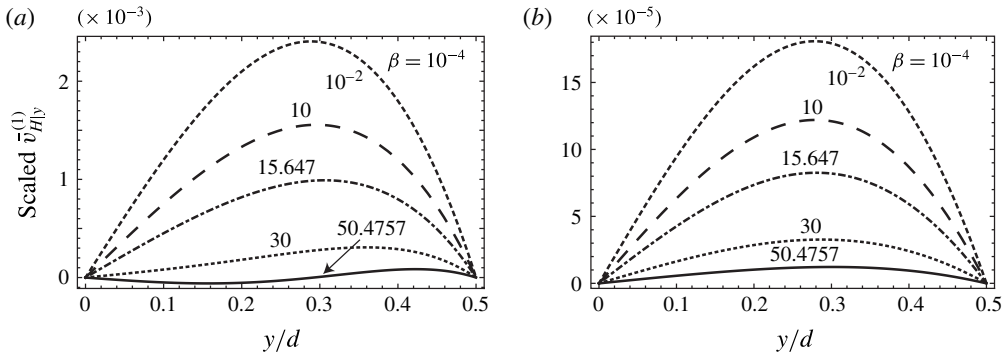 (a) (× 10⁻³)
β = 10⁻⁴
2
10⁻²
10
15.647
1
50.4757
30
0
Scaled v̄⁽¹⁾_{H|y}
0 0.1 0.2 0.3 0.4 0.5
y/d
(b) (× 10⁻⁵)
β = 10⁻⁴
15
10⁻²
10
10
15.647
5
30
50.4757
0
0 0.1 0.2 0.3 0.4 0.5
y/d